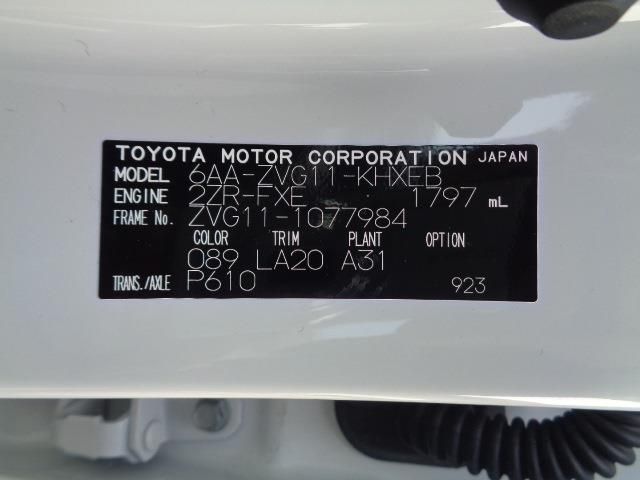 TOYOTA MOTOR CORPORATION JAPAN
MODEL 6AA-ZVG11-KHXEB
ENGINE 2ZR-FXE 1797 mL
FRAME No. ZVG11-1077984
COLOR TRIM PLANT OPTION
089 LA20 A31
TRANS./AXLE P610 923